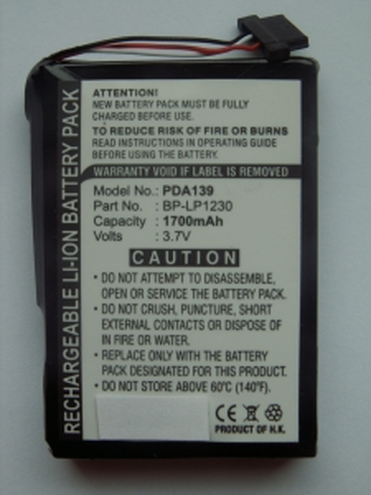 RECHARGEABLE LI-ION BATTERY PACK
ATTENTION!
NEW BATTERY PACK MUST BE FULLY
CHARGED BEFORE USE.
TO REDUCE RISK OF FIRE OR BURNS
READ INSTRUCTIONS IN OPERATING GUIDE
BEFORE USING THIS BATTERY.
WARRANTY VOID IF LABEL IS REMOVED
Model No.: PDA139
Part No. : BP-LP1230
Capacity : 1700mAh
Volts : 3.7V
CAUTION
• DO NOT ATTEMPT TO DISASSEMBLE,
OPEN OR SERVICE THE BATTERY PACK.
• DO NOT CRUSH, PUNCTURE, SHORT
EXTERNAL CONTACTS OR DISPOSE OF
IN FIRE OR WATER.
• REPLACE ONLY WITH THE BATTERY PACK
DESIGNATED FOR THIS PRODUCT.
• DO NOT STORE ABOVE 60°C (140°F).
CE
PRODUCT OF H.K.